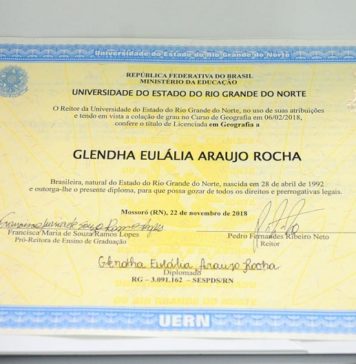 Universidade do Estado do Rio Grande do Norte
REPÚBLICA FEDERATIVA DO BRASIL
MINISTÉRIO DA EDUCAÇÃO
UNIVERSIDADE DO ESTADO DO RIO GRANDE DO NORTE
O Reitor da Universidade do Estado do Rio Grande do Norte, no uso de suas atribuições
e tendo em vista a colação de grau no Curso de Geografia em 06/02/2018,
confere o título de Licenciada em Geografia a
GLENDHA EULÁLIA ARAUJO ROCHA
Brasileira, natural do Estado do Rio Grande do Norte, nascida em 28 de abril de 1992
e outorga-lhe o presente diploma, para que possa gozar de todos os direitos e prerrogativas legais.
Mossoró (RN), 22 de novembro de 2018
Francisca Maria de Souza Ramos Lopes
Pró-Reitora de Ensino de Graduação
Pedro Fernandes Ribeiro Neto
Reitor
Glendha Eulália Araujo Rocha
Diplomado
RG – 3.091.162 – SESPDS/RN
UERN